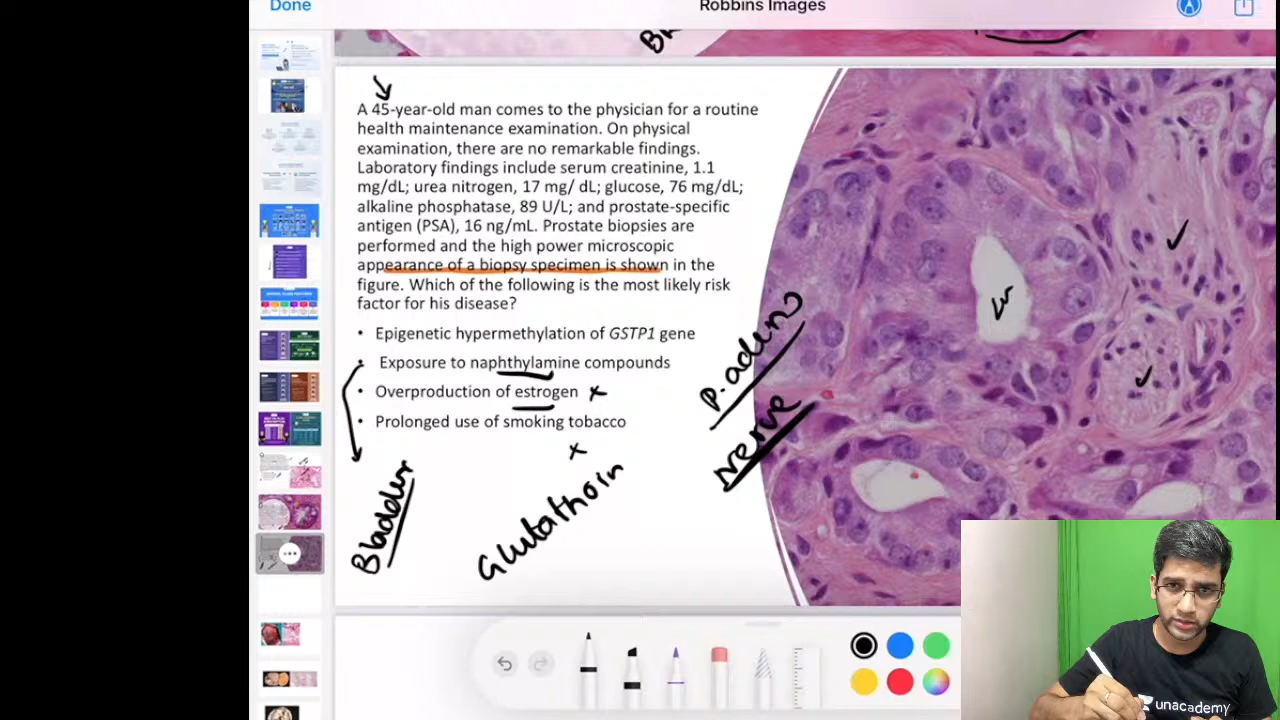 Done
Robbins Images
A 45-year-old man comes to the physician for a routine
health maintenance examination. On physical
examination, there are no remarkable findings.
Laboratory findings include serum creatinine, 1.1
mg/dL; urea nitrogen, 17 mg/ dL; glucose, 76 mg/dL;
alkaline phosphatase, 89 U/L; and prostate-specific
antigen (PSA), 16 ng/mL. Prostate biopsies are
performed and the high power microscopic
appearance of a biopsy specimen is shown in the
figure. Which of the following is the most likely risk
factor for his disease?
• Epigenetic hypermethylation of GSTP1 gene
• Exposure to naphthylamine compounds
• Overproduction of estrogen
• Prolonged use of smoking tobacco
Bladder
Glutathoin
P. adeno
Nerve
unacademy